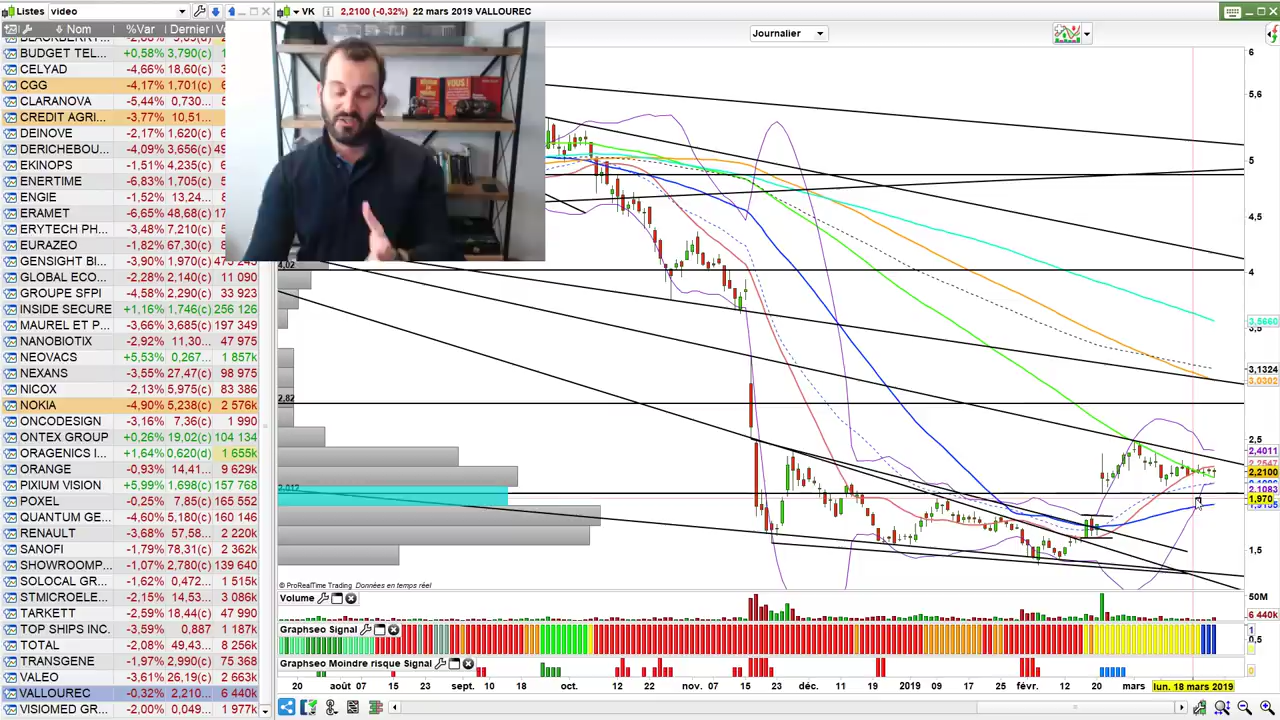 Listes video
VK 2,2100 (-0,32%) 22 mars 2019 VALLOUREC
Nom %Var Dernier
Journalier
BUDGET TEL... +0,58% 3,790(c)
CELYAD -4,66% 18,60(c)
CGG -4,17% 1,701(c)
CLARANOVA -5,44% 0,730...
CREDIT AGRI... -3,77% 10,51
DEINOVE -2,17% 1,620(c)
DERICHEBOU... -4,09% 3,656(c)
EKINOPS -1,51% 4,235(c)
ENERTIME -6,83% 1,705(c)
ENGIE -1,52% 13,24...
ERAMET -6,65% 48,68(c)
ERYTECH PH... -3,48% 7,210(c)
EURAZEO -1,82% 67,30(c)
GENSIGHT BI... -3,90% 1,970(c)
GLOBAL ECO... -2,28% 2,140(c) 11 090
GROUPE SFPI -4,58% 2,290(c) 33 923
INSIDE SECURE +1,16% 1,746(c) 256 126
MAUREL ET P... -3,66% 3,685(c) 197 349
NANOBIOTIX -2,92% 11,30... 47 975
NEOVACS +5,53% 0,267... 1 857k
NEXANS -3,55% 27,47(c) 98 975
NICOX -2,13% 5,975(c) 83 386
NOKIA -4,90% 5,238(c) 2 576k
ONCODESIGN -3,16% 7,36(c) 1 990
ONTEX GROUP +0,26% 19,02(c) 104 134
ORAGENICS I... +1,64% 0,620(d) 1 655k
ORANGE -0,93% 14,41... 9 629k
PIXIUM VISION +5,99% 1,698(c) 157 768
POXEL -0,25% 7,85(c) 165 552
QUANTUM GE... -4,60% 5,180(c) 160 146
RENAULT -3,68% 57,58... 2 220k
SANOFI -1,79% 78,31(c) 2 362k
SHOWROOMP... -1,07% 2,780(c) 139 640
SOLOCAL GR... -1,62% 0,472... 1 515k
STMICROELE... -2,15% 14,53... 3 086k
TARKETT -2,59% 18,44(c) 47 990
TOP SHIPS INC. -3,59% 0,887 1 187k
TOTAL -2,08% 49,43... 8 256k
TRANSGENE -1,97% 2,990(c) 75 368
VALEO -3,61% 26,19(c) 1 968k
VALLOUREC -0,32% 2,210... 6 440k
VISIOMED GR... -2,00% 0,049... 1 977k
6
5,6
5
4,5
4
3,5660
3,5
3,1324
3,0302
2,5
2,4011
2,2547
2,2100
2,1083
1,970
1,5
4,02
2,82
2,012
© ProRealTime Trading Données en temps réel
Volume
50M
6 440k
Graphseo Signal
1
0,5
Graphseo Moindre risque Signal
0
20 août 07 15 23 sept. 10 18 oct. 12 22 nov. 07 15 23 déc. 11 19 2019 09 17 25 févr. 12 20 mars lun. 18 mars 2019